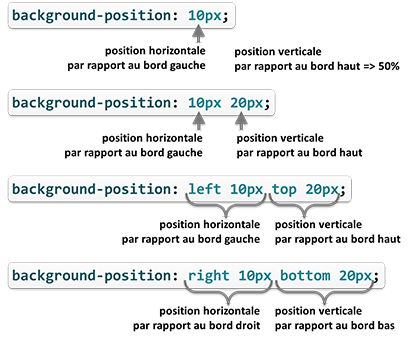 background-position: 10px;
position horizontale
par rapport au bord gauche
position verticale
par rapport au bord haut => 50%
background-position: 10px 20px;
position horizontale
par rapport au bord gauche
position verticale
par rapport au bord haut
background-position: left 10px top 20px;
position horizontale
par rapport au bord gauche
position verticale
par rapport au bord haut
background-position: right 10px bottom 20px;
position horizontale
par rapport au bord droit
position verticale
par rapport au bord bas